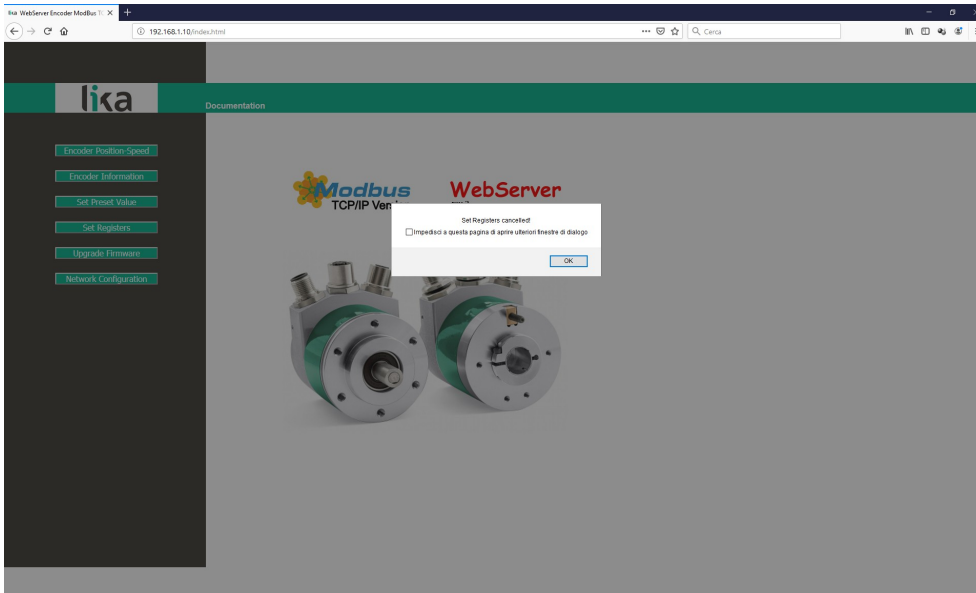 lika WebServer Encoder ModBus TC
192.168.1.10/index.html
Cerca
lika
Documentation
Encoder Position-Speed
Encoder Information
Set Preset Value
Set Registers
Upgrade Firmware
Network Configuration
Modbus
TCP/IP
WebServer
Set Registers cancelled!
Impedisci a questa pagina di aprire ulteriori finestre di dialogo
OK